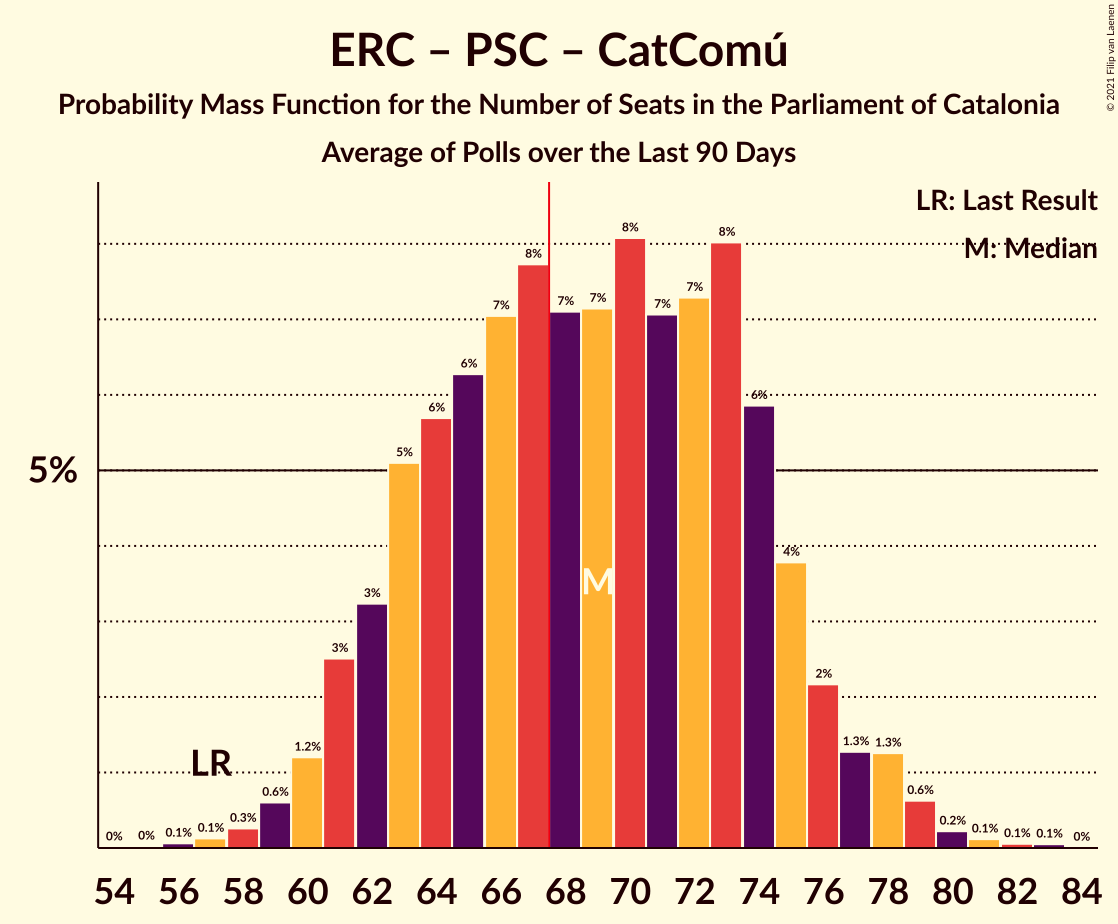 ERC – PSC – CatComú
Probability Mass Function for the Number of Seats in the Parliament of Catalonia
Average of Polls over the Last 90 Days
© 2021 Filip van Laenen
LR: Last Result
M: Median
5%
0% 0% 0.1% 0.1% 0.3% 0.6% 1.2% 3% 3% 5% 6% 6% 7% 8% 7% 7% 8% 7% 7% 8% 6% 4% 2% 1.3% 1.3% 0.6% 0.2% 0.1% 0.1% 0.1% 0%
LR
M
54 56 58 60 62 64 66 68 70 72 74 76 78 80 82 84